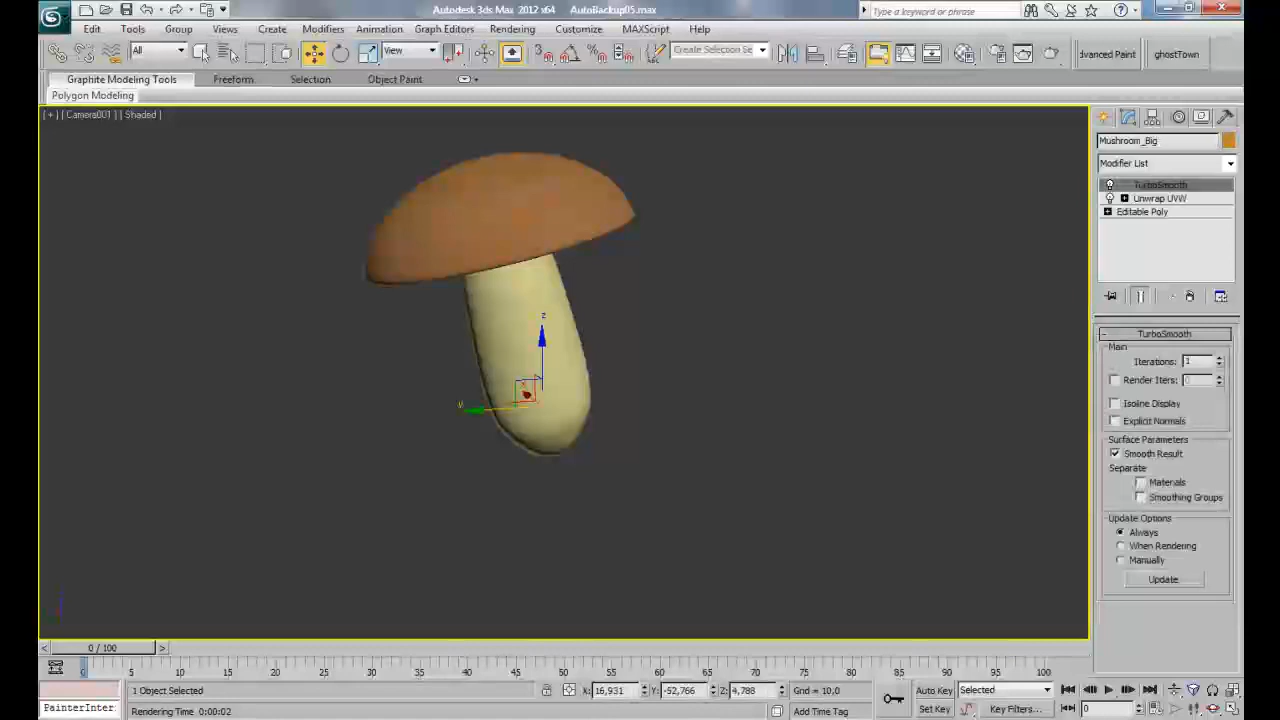 Autodesk 3ds Max 2012 x64 AutoBackup05.max
Type a keyword or phrase
Edit Tools Group Views Create Modifiers Animation Graph Editors Rendering Customize MAXScript Help
All View Create Selection Se dvanced Paint ghostTown
Graphite Modeling Tools Freeform Selection Object Paint
Polygon Modeling
[ + ] [ Camera001 ] [ Shaded ]
Mushroom_Big
Modifier List
TurboSmooth
Unwrap UVW
Editable Poly
TurboSmooth
Main
Iterations: 1
Render Iters: 0
Isoline Display
Explicit Normals
Surface Parameters
Smooth Result
Separate
Materials
Smoothing Groups
Update Options
Always
When Rendering
Manually
Update
z
y
x
0 / 100
0 5 10 15 20 25 30 35 40 45 50 55 60 65 70 75 80 85 90 95 100
1 Object Selected X: 16,931 Y: -52,766 Z: 4,788 Grid = 10,0 Auto Key Selected
PainterInter: Rendering Time 0:00:02 Add Time Tag Set Key Key Filters... 0